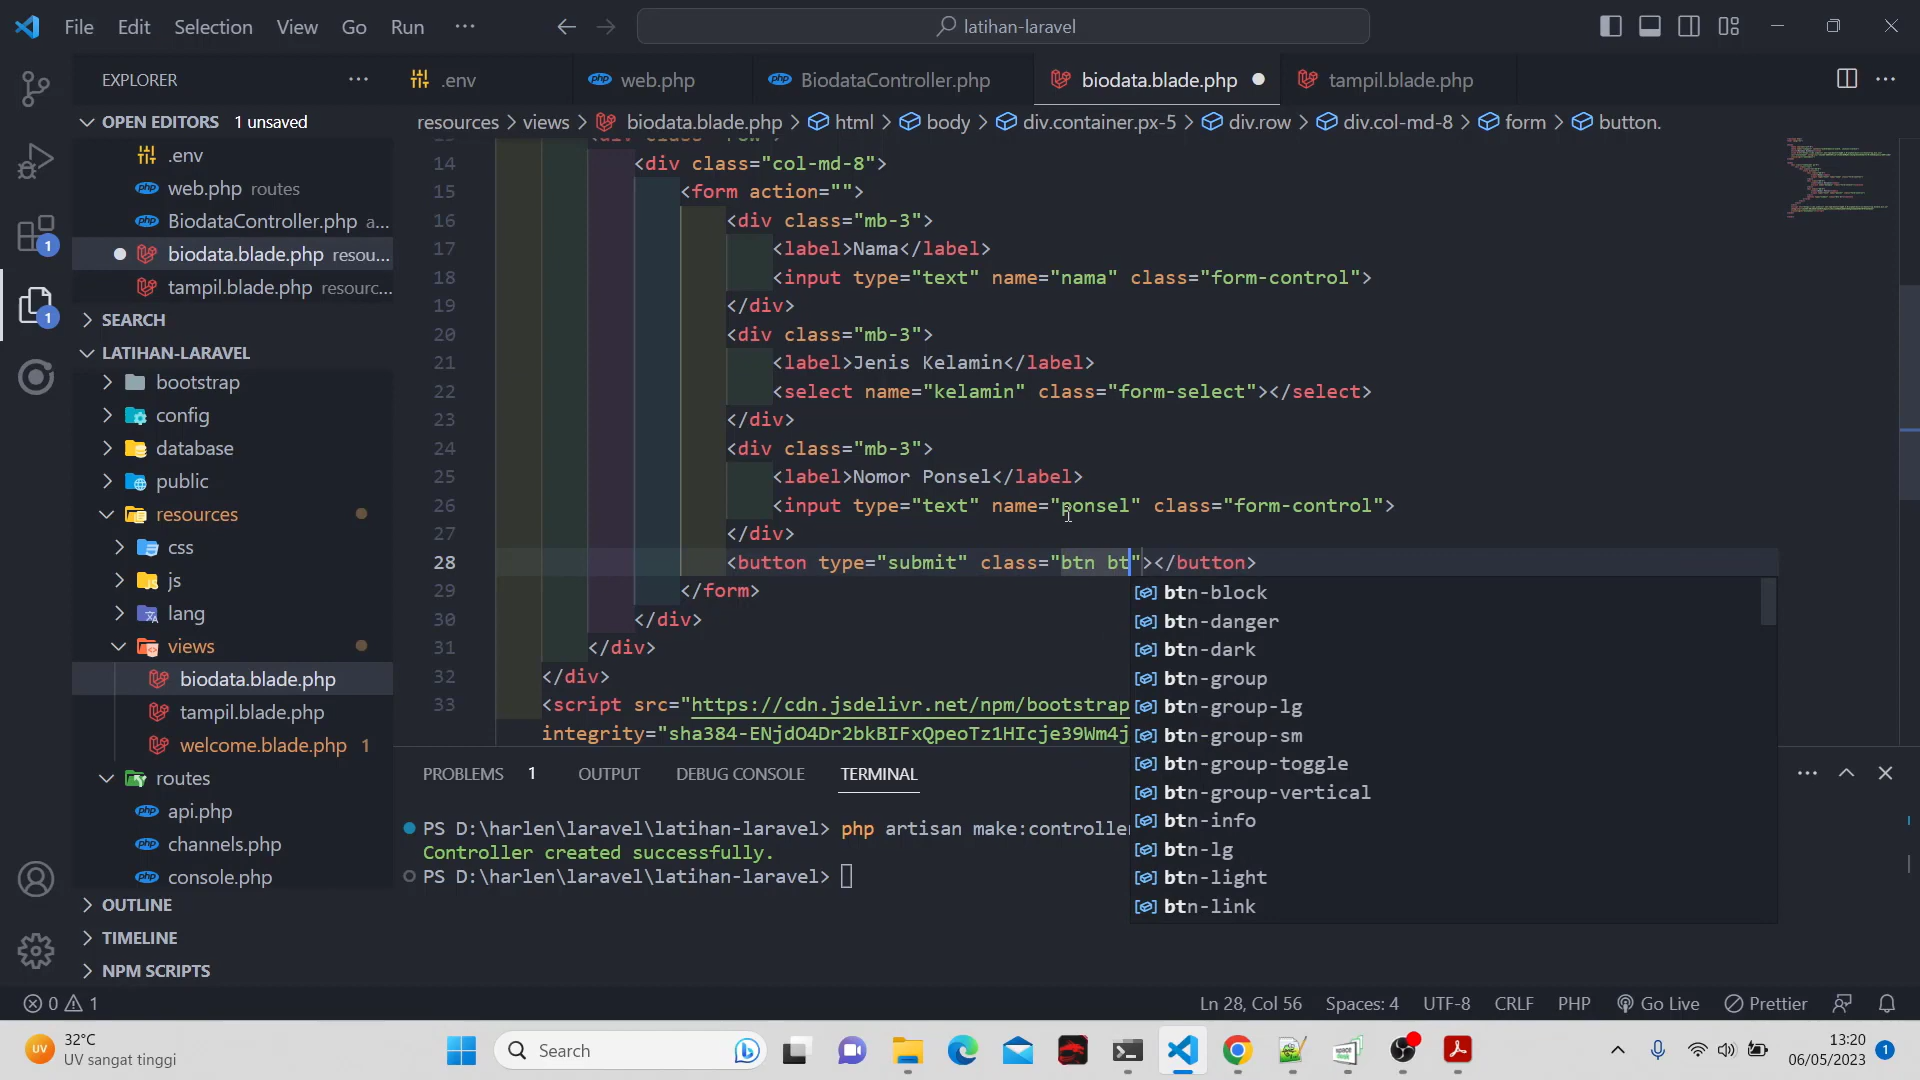 File Edit Selection View Go Run ···
latihan-laravel
EXPLORER
.env web.php BiodataController.php biodata.blade.php tampil.blade.php
OPEN EDITORS 1 unsaved
resources > views > biodata.blade.php > html > body > div.container.px-5 > div.row > div.col-md-8 > form > button.
.env
web.php routes
BiodataController.php a...
biodata.blade.php resou...
tampil.blade.php resourc...
SEARCH
LATIHAN-LARAVEL
bootstrap
config
database
public
resources
css
js
lang
views
biodata.blade.php
tampil.blade.php
welcome.blade.php 1
routes
api.php
channels.php
console.php
OUTLINE
TIMELINE
NPM SCRIPTS
14 <div class="col-md-8">
15 <form action="">
16 <div class="mb-3">
17 <label>Nama</label>
18 <input type="text" name="nama" class="form-control">
19 </div>
20 <div class="mb-3">
21 <label>Jenis Kelamin</label>
22 <select name="kelamin" class="form-select"></select>
23 </div>
24 <div class="mb-3">
25 <label>Nomor Ponsel</label>
26 <input type="text" name="ponsel" class="form-control">
27 </div>
28 <button type="submit" class="btn bt"></button>
29 </form>
30 </div>
31 </div>
32 </div>
33 <script src="https://cdn.jsdelivr.net/npm/bootstrap
integrity="sha384-ENjdO4Dr2bkBIFxQpeoTz1HIcje39Wm4j
btn-block
btn-danger
btn-dark
btn-group
btn-group-lg
btn-group-sm
btn-group-toggle
btn-group-vertical
btn-info
btn-lg
btn-light
btn-link
PROBLEMS 1 OUTPUT DEBUG CONSOLE TERMINAL
PS D:\harlen\laravel\latihan-laravel> php artisan make:controller
Controller created successfully.
PS D:\harlen\laravel\latihan-laravel>
0 1 Ln 28, Col 56 Spaces: 4 UTF-8 CRLF PHP Go Live Prettier
UV 32°C
UV sangat tinggi
Search
13:20
06/05/2023 1